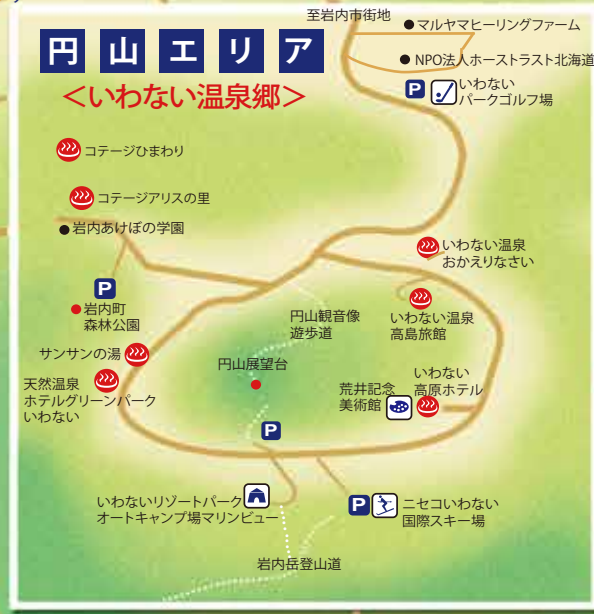 至岩内市街地
円山エリア
<いわない温泉郷>
マルヤマヒーリングファーム
NPO法人ホーストラスト北海道
P
いわない
パークゴルフ場
コテージひまわり
コテージアリスの里
岩内あけぼの学園
P
岩内町
森林公園
いわない温泉
おかえりなさい
いわない温泉
高島旅館
円山観音像
遊歩道
サンサンの湯
天然温泉
ホテルグリーンパーク
いわない
円山展望台
P
荒井記念
美術館
いわない
高原ホテル
いわないリゾートパーク
オートキャンプ場マリンビュー
P
ニセコいわない
国際スキー場
岩内岳登山道